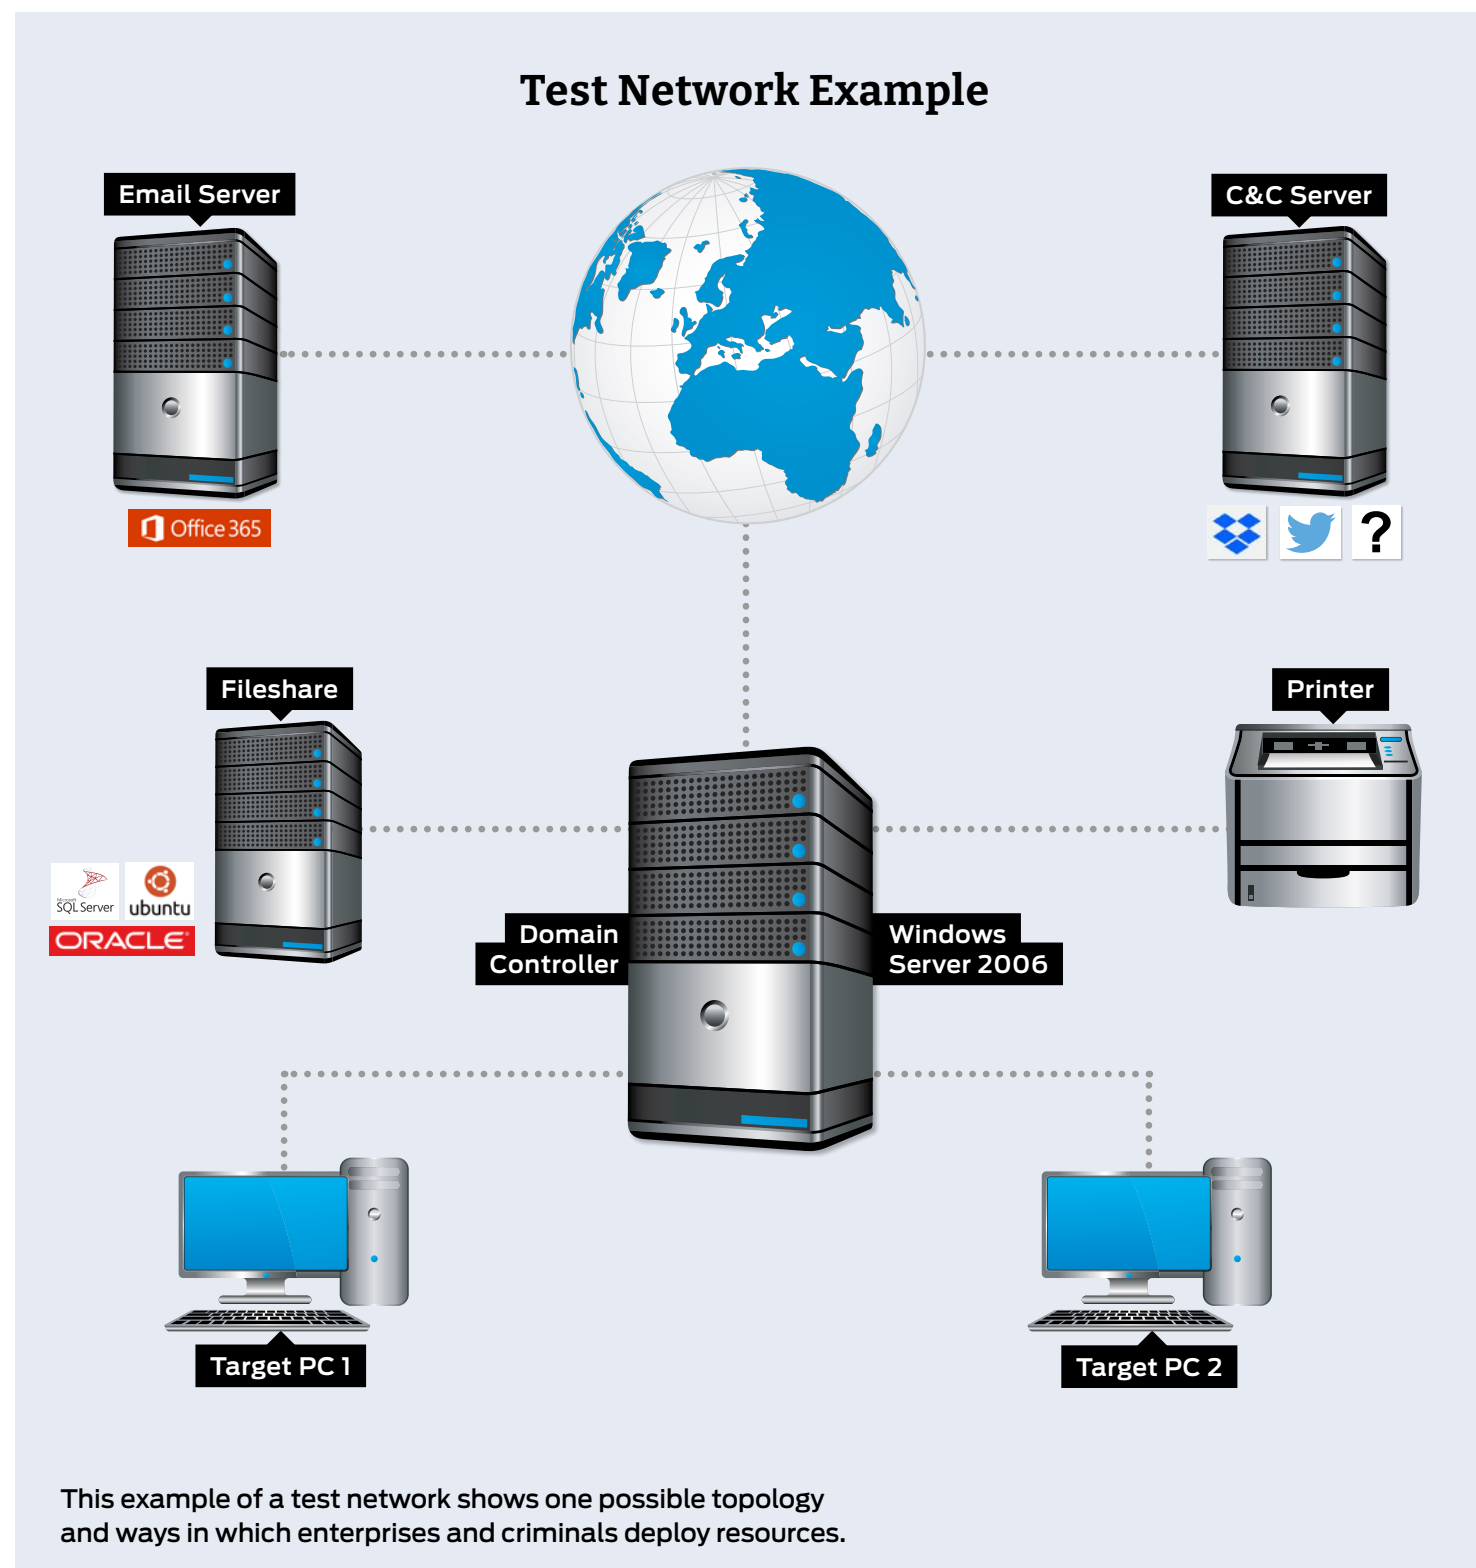 Test Network Example
Email Server
C&C Server
Office 365
?
Fileshare
Printer
Microsoft
SQL Server
ubuntu
ORACLE
Domain
Controller
Windows
Server 2006
Target PC 1
Target PC 2
This example of a test network shows one possible topology
and ways in which enterprises and criminals deploy resources.